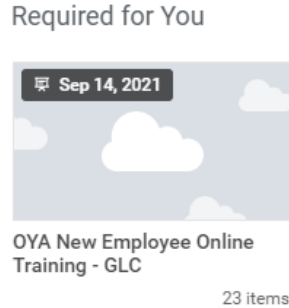 Required for You
Sep 14, 2021
OYA New Employee Online
Training - GLC
23 items